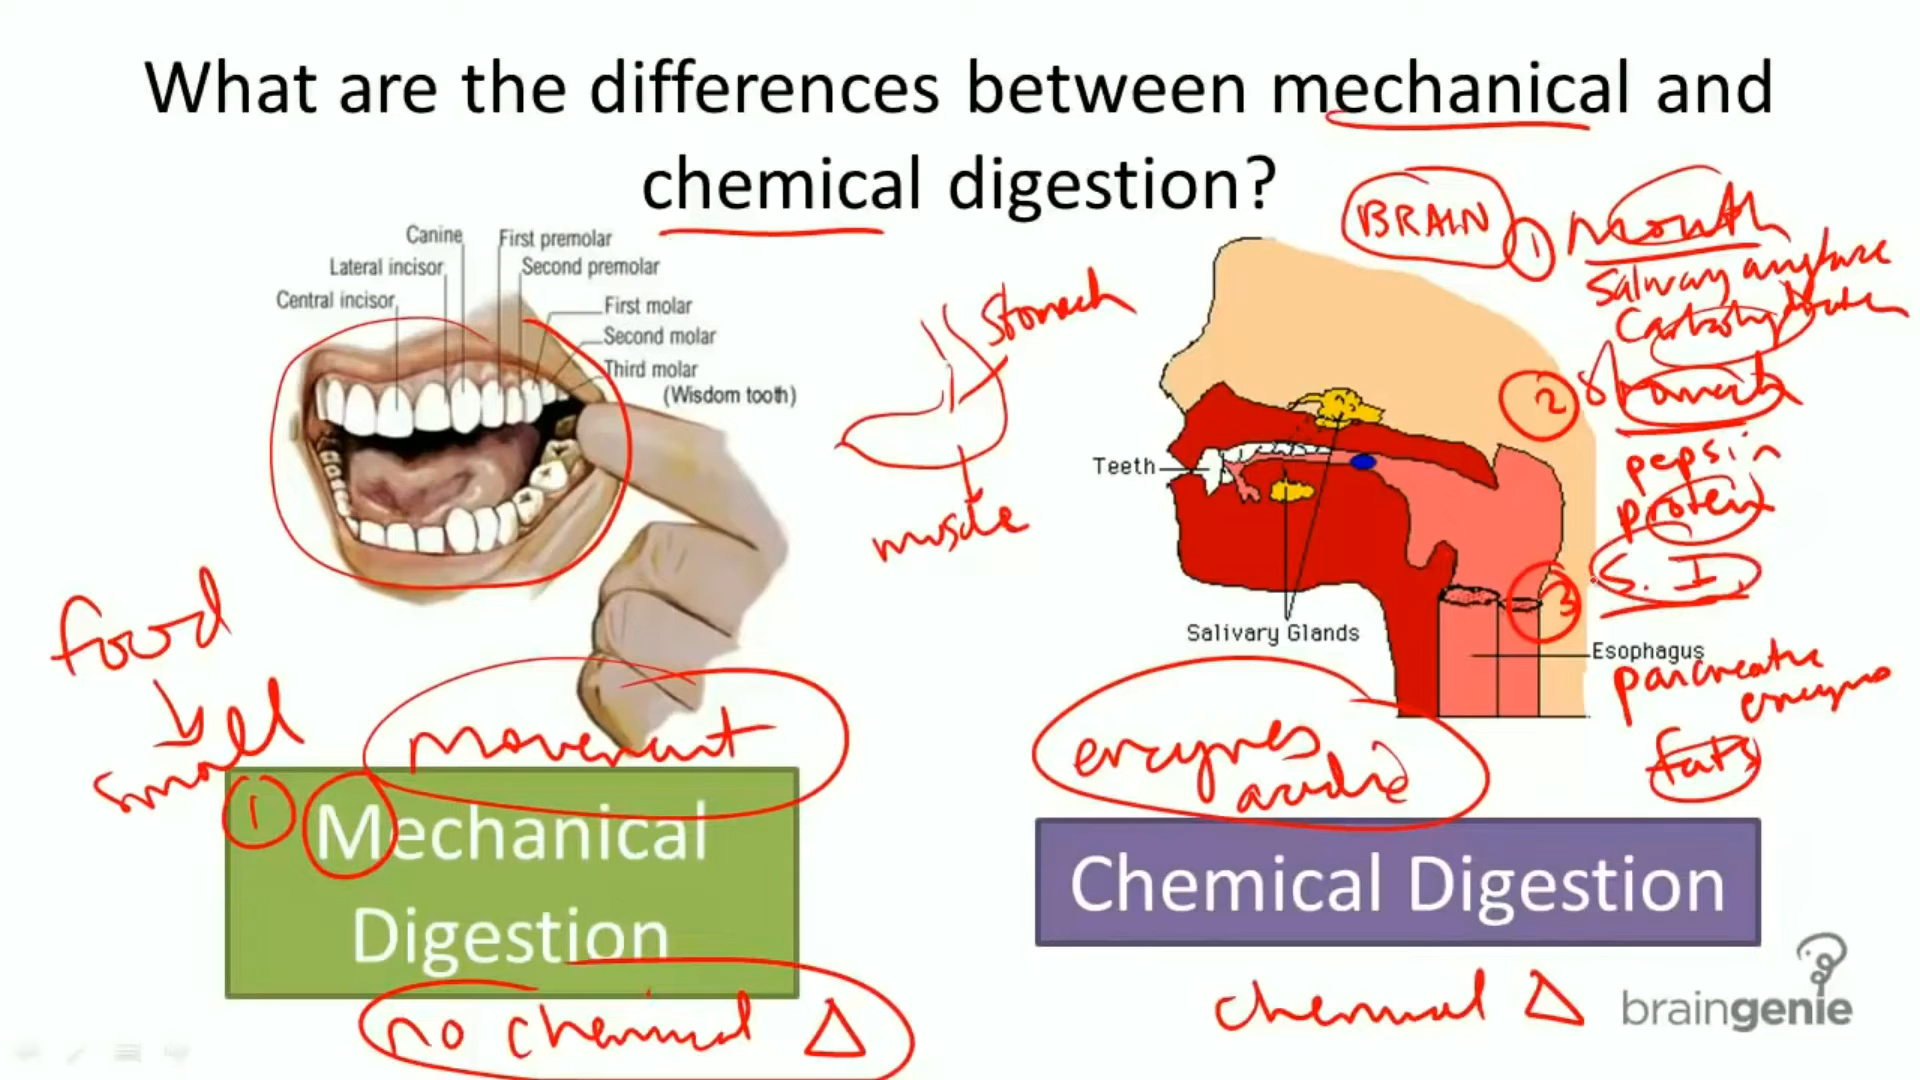 What are the differences between mechanical and
chemical digestion?
BRAIN
1 Mouth
Salivary amylase
Carbohydrates
2 Stomach
pepsin
protein
S. I.
3
pancreatic
enzymes
fats
Canine
First premolar
Lateral incisor
Second premolar
Central incisor
First molar
Second molar
Third molar
(Wisdom tooth)
Stomach
muscle
Teeth
Salivary Glands
Esophagus
food
small
movement
1 Mechanical
Digestion
no chemical Δ
enzymes
Chemical Digestion
chemical Δ
braingenie